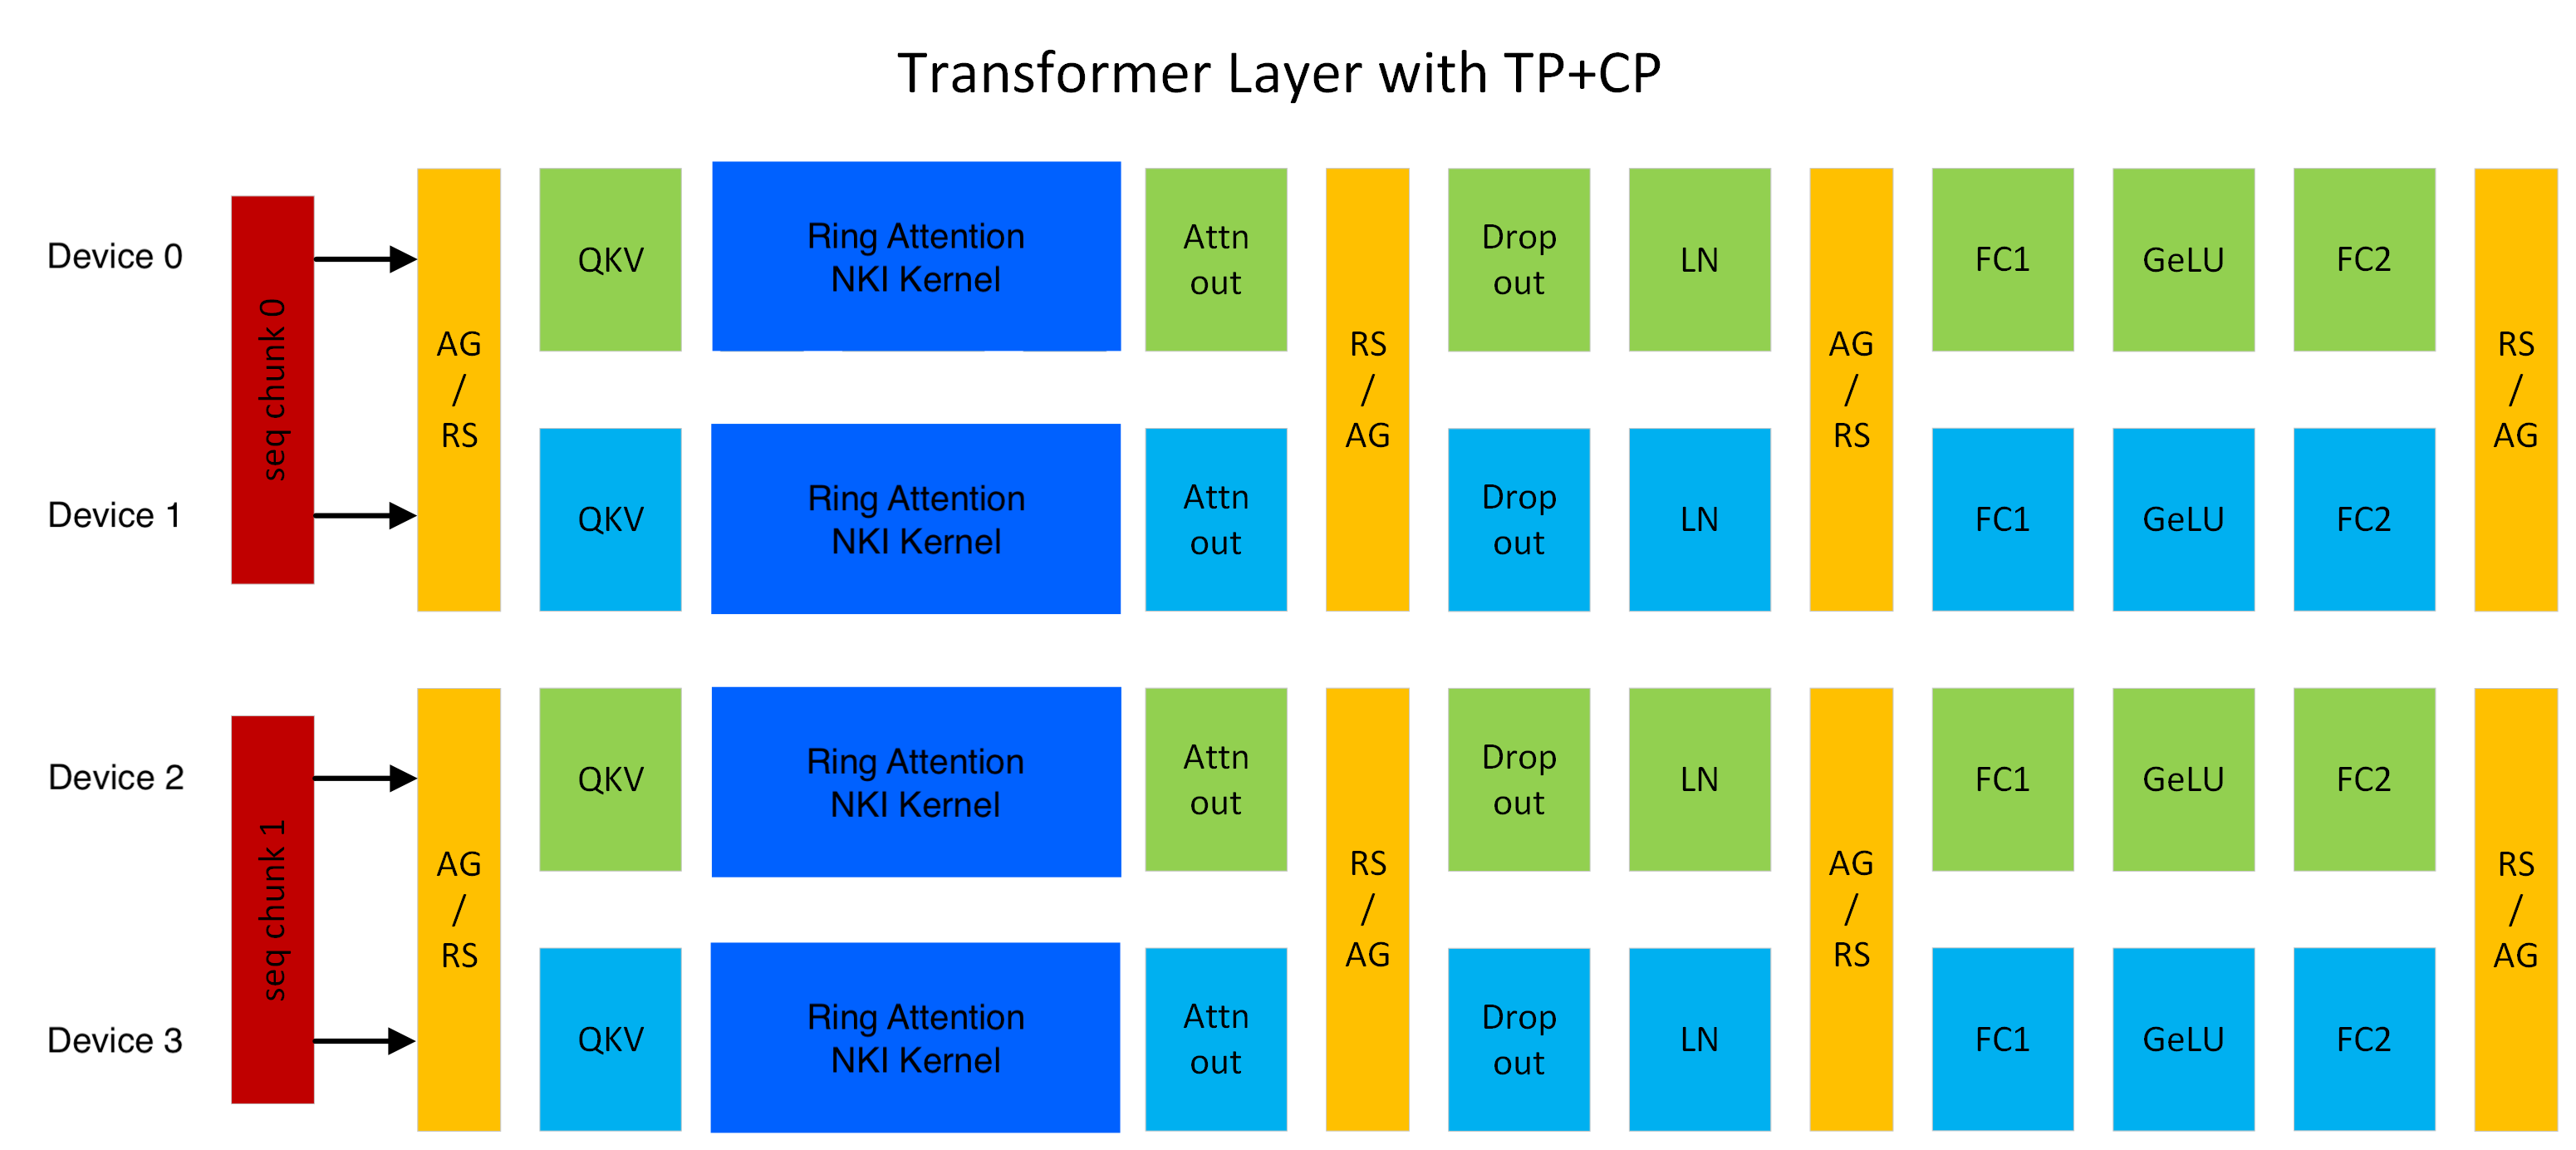 Transformer Layer with TP+CP
Device 0
Device 1
seq chunk 0
AG
/
RS
QKV
Ring Attention
NKI Kernel
Attn
out
QKV
Ring Attention
NKI Kernel
Attn
out
RS
/
AG
Drop
out
LN
Drop
out
LN
AG
/
RS
FC1
GeLU
FC2
FC1
GeLU
FC2
RS
/
AG
Device 2
Device 3
seq chunk 1
AG
/
RS
QKV
Ring Attention
NKI Kernel
Attn
out
QKV
Ring Attention
NKI Kernel
Attn
out
RS
/
AG
Drop
out
LN
Drop
out
LN
AG
/
RS
FC1
GeLU
FC2
FC1
GeLU
FC2
RS
/
AG